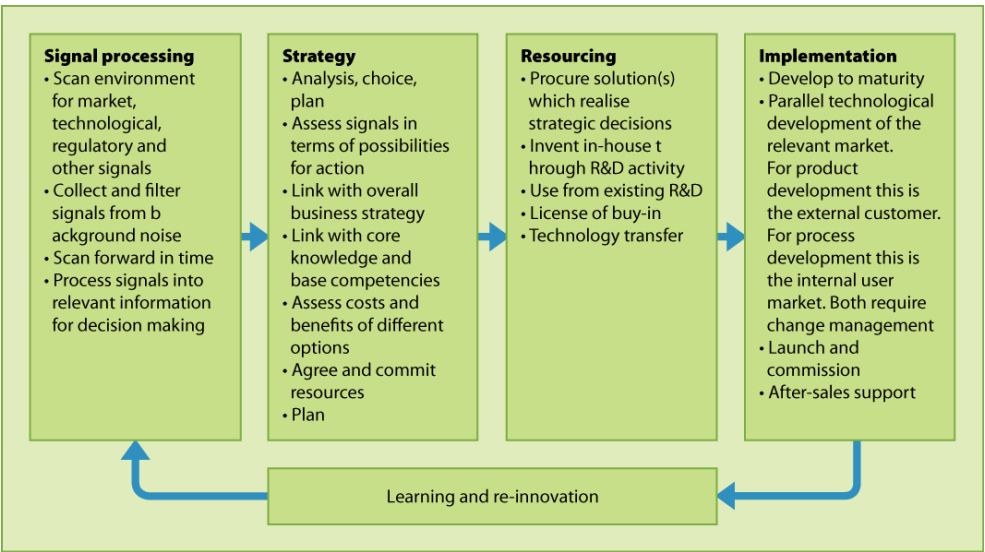 Signal processing
• Scan environment
for market,
technological,
regulatory and
other signals
• Collect and filter
signals from b
ackground noise
• Scan forward in time
• Process signals into
relevant information
for decision making
Strategy
• Analysis, choice,
plan
• Assess signals in
terms of possibilities
for action
• Link with overall
business strategy
• Link with core
knowledge and
base competencies
• Assess costs and
benefits of different
options
• Agree and commit
resources
• Plan
Resourcing
• Procure solution(s)
which realise
strategic decisions
• Invent in-house t
hrough R&D activity
• Use from existing R&D
• License of buy-in
• Technology transfer
Implementation
• Develop to maturity
• Parallel technological
development of the
relevant market.
For product
development this is
the external customer.
For process
development this is
the internal user
market. Both require
change management
• Launch and
commission
• After-sales support
Learning and re-innovation